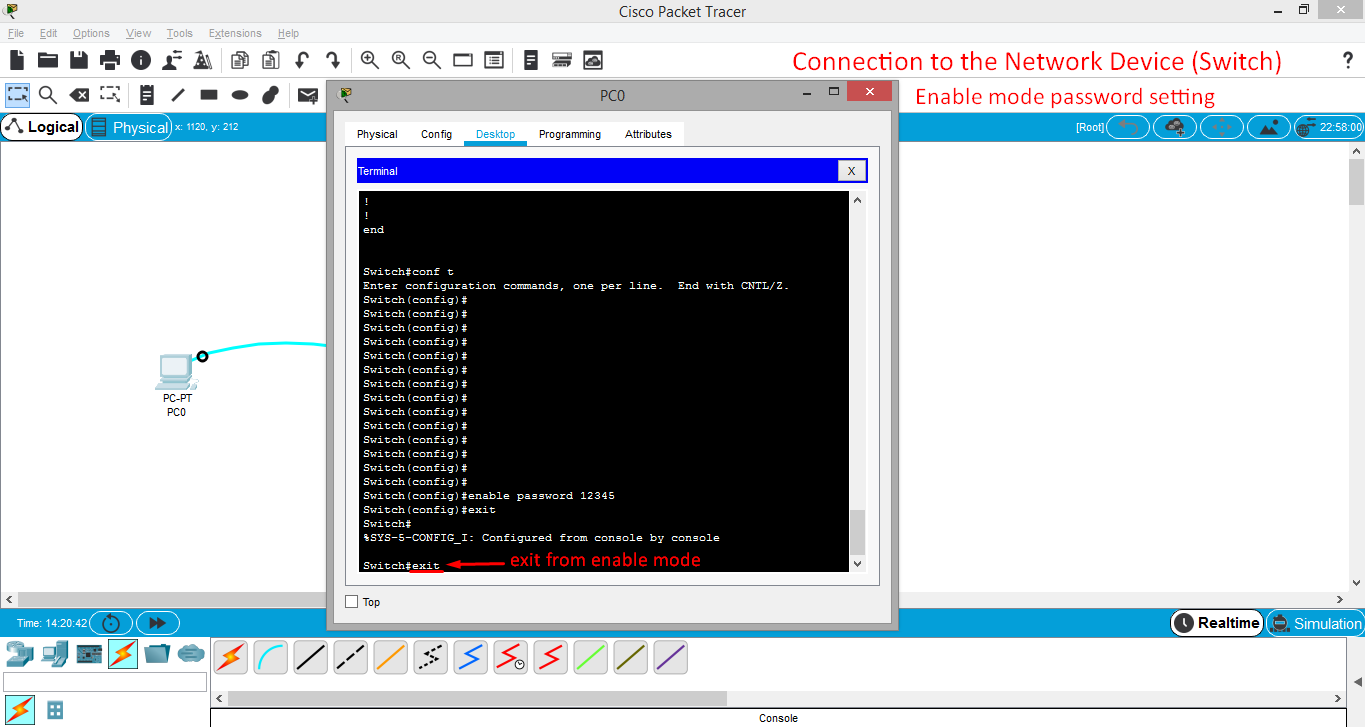 Cisco Packet Tracer
File Edit Options View Tools Extensions Help
Connection to the Network Device (Switch)
?
Enable mode password setting
PC0
Logical
Physical
x: 1120, y: 212
[Root]
22:58:00
Physical Config Desktop Programming Attributes
Terminal
X
!
!
end
Switch#conf t
Enter configuration commands, one per line.  End with CNTL/Z.
Switch(config)#
Switch(config)#
Switch(config)#
Switch(config)#
Switch(config)#
Switch(config)#
Switch(config)#
Switch(config)#
Switch(config)#
Switch(config)#
Switch(config)#
Switch(config)#
Switch(config)#
Switch(config)#
Switch(config)#enable password 12345
Switch(config)#exit
Switch#
%SYS-5-CONFIG_I: Configured from console by console
Switch#exit
exit from enable mode
PC-PT
PC0
Top
Time: 14:20:42
Realtime
Simulation
Console